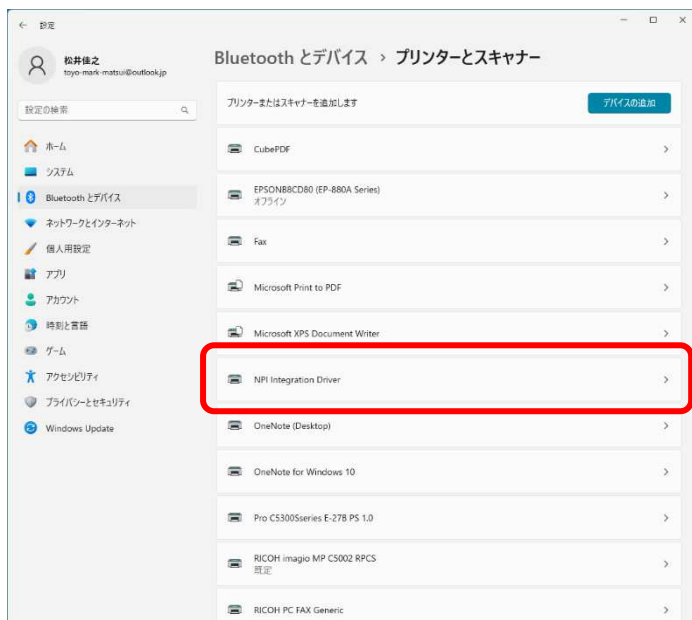 設定
松井佳之
toyo-mark-matsui@outlook.jp
設定の検索
ホーム
システム
Bluetooth とデバイス
ネットワークとインターネット
個人用設定
アプリ
アカウント
時刻と言語
ゲーム
アクセシビリティ
プライバシーとセキュリティ
Windows Update
Bluetooth とデバイス › プリンターとスキャナー
プリンターまたはスキャナーを追加します
デバイスの追加
CubePDF
EPSONB8CD80 (EP-880A Series)
オフライン
Fax
Microsoft Print to PDF
Microsoft XPS Document Writer
NPI Integration Driver
OneNote (Desktop)
OneNote for Windows 10
Pro C5300Sseries E-27B PS 1.0
RICOH imagio MP C5002 RPCS
既定
RICOH PC FAX Generic